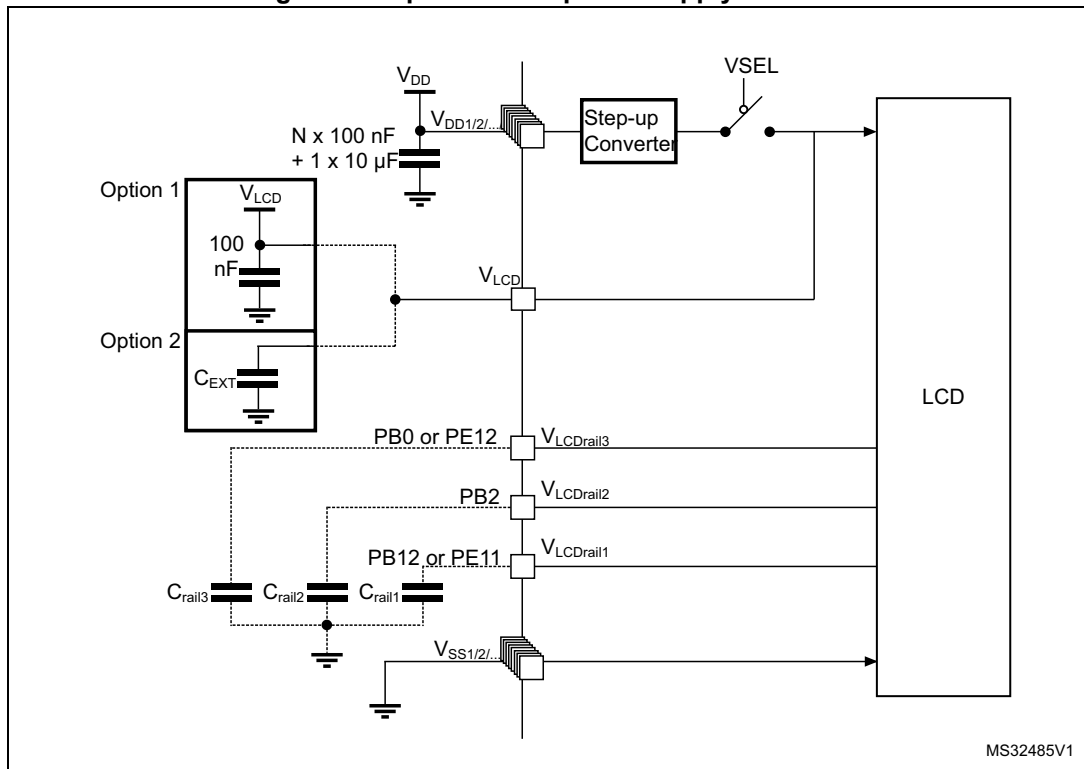 VDD
VSEL
VDD1/2/...
Step-up
Converter
N x 100 nF
+ 1 x 10 µF
Option 1
VLCD
100
nF
VLCD
Option 2
CEXT
LCD
PB0 or PE12
VLCDrail3
PB2
VLCDrail2
PB12 or PE11
VLCDrail1
Crail3
Crail2
Crail1
VSS1/2/...
MS32485V1